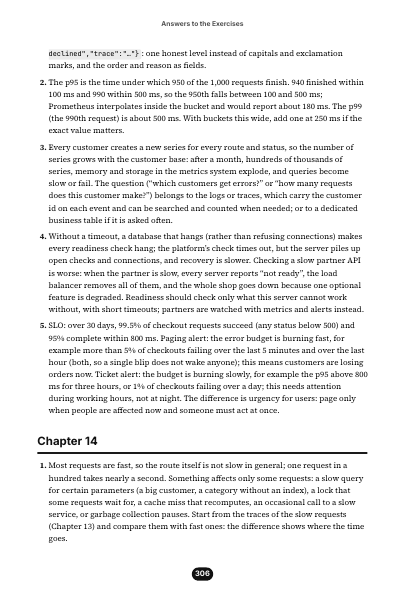 Answers to the Exercises
declined","trace":"…"} : one honest level instead of capitals and exclamation
marks, and the order and reason as fields.
2. The p95 is the time under which 950 of the 1,000 requests finish. 940 finished within
100 ms and 990 within 500 ms, so the 950th falls between 100 and 500 ms;
Prometheus interpolates inside the bucket and would report about 180 ms. The p99
(the 990th request) is about 500 ms. With buckets this wide, add one at 250 ms if the
exact value matters.
3. Every customer creates a new series for every route and status, so the number of
series grows with the customer base: after a month, hundreds of thousands of
series, memory and storage in the metrics system explode, and queries become
slow or fail. The question (“which customers get errors?” or “how many requests
does this customer make?”) belongs to the logs or traces, which carry the customer
id on each event and can be searched and counted when needed; or to a dedicated
business table if it is asked often.
4. Without a timeout, a database that hangs (rather than refusing connections) makes
every readiness check hang; the platform’s check times out, but the server piles up
open checks and connections, and recovery is slower. Checking a slow partner API
is worse: when the partner is slow, every server reports “not ready”, the load
balancer removes all of them, and the whole shop goes down because one optional
feature is degraded. Readiness should check only what this server cannot work
without, with short timeouts; partners are watched with metrics and alerts instead.
5. SLO: over 30 days, 99.5% of checkout requests succeed (any status below 500) and
95% complete within 800 ms. Paging alert: the error budget is burning fast, for
example more than 5% of checkouts failing over the last 5 minutes and over the last
hour (both, so a single blip does not wake anyone); this means customers are losing
orders now. Ticket alert: the budget is burning slowly, for example the p95 above 800
ms for three hours, or 1% of checkouts failing over a day; this needs attention
during working hours, not at night. The difference is urgency for users: page only
when people are affected now and someone must act at once.
Chapter 14
1. Most requests are fast, so the route itself is not slow in general; one request in a
hundred takes nearly a second. Something affects only some requests: a slow query
for certain parameters (a big customer, a category without an index), a lock that
some requests wait for, a cache miss that recomputes, an occasional call to a slow
service, or garbage collection pauses. Start from the traces of the slow requests
(Chapter 13) and compare them with fast ones: the difference shows where the time
goes.
306